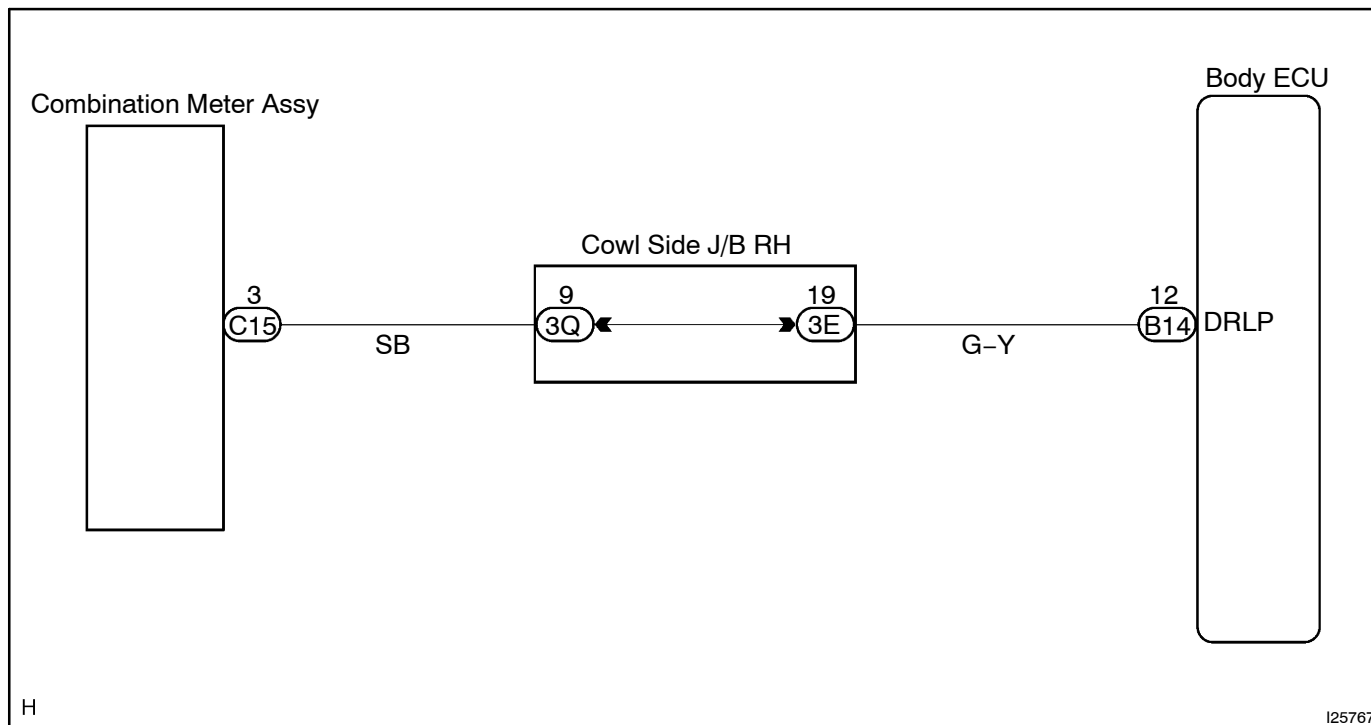 Body ECU
Combination Meter Assy
Cowl Side J/B RH
3 9 19 12
C15 3Q 3E B14 DRLP
SB G−Y
H
I25767